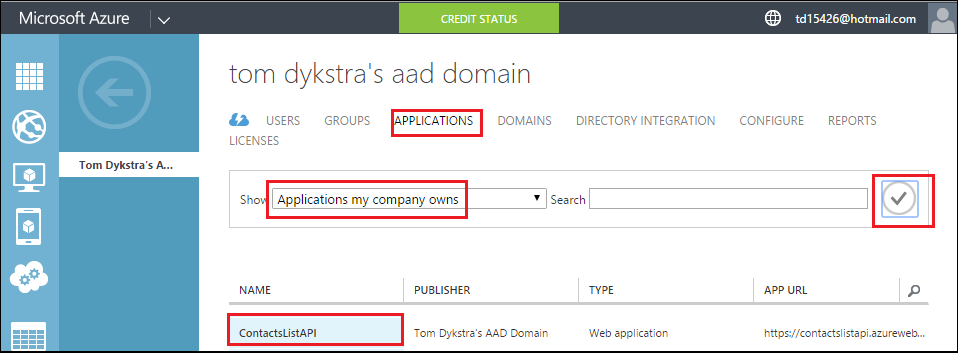 Microsoft Azure
CREDIT STATUS
td15426@hotmail.com
tom dykstra's aad domain
USERS GROUPS APPLICATIONS DOMAINS DIRECTORY INTEGRATION CONFIGURE REPORTS
LICENSES
Tom Dykstra's A...
Show Applications my company owns Search
NAME PUBLISHER TYPE APP URL
ContactsListAPI Tom Dykstra's AAD Domain Web application https://contactslistapi.azureweb...